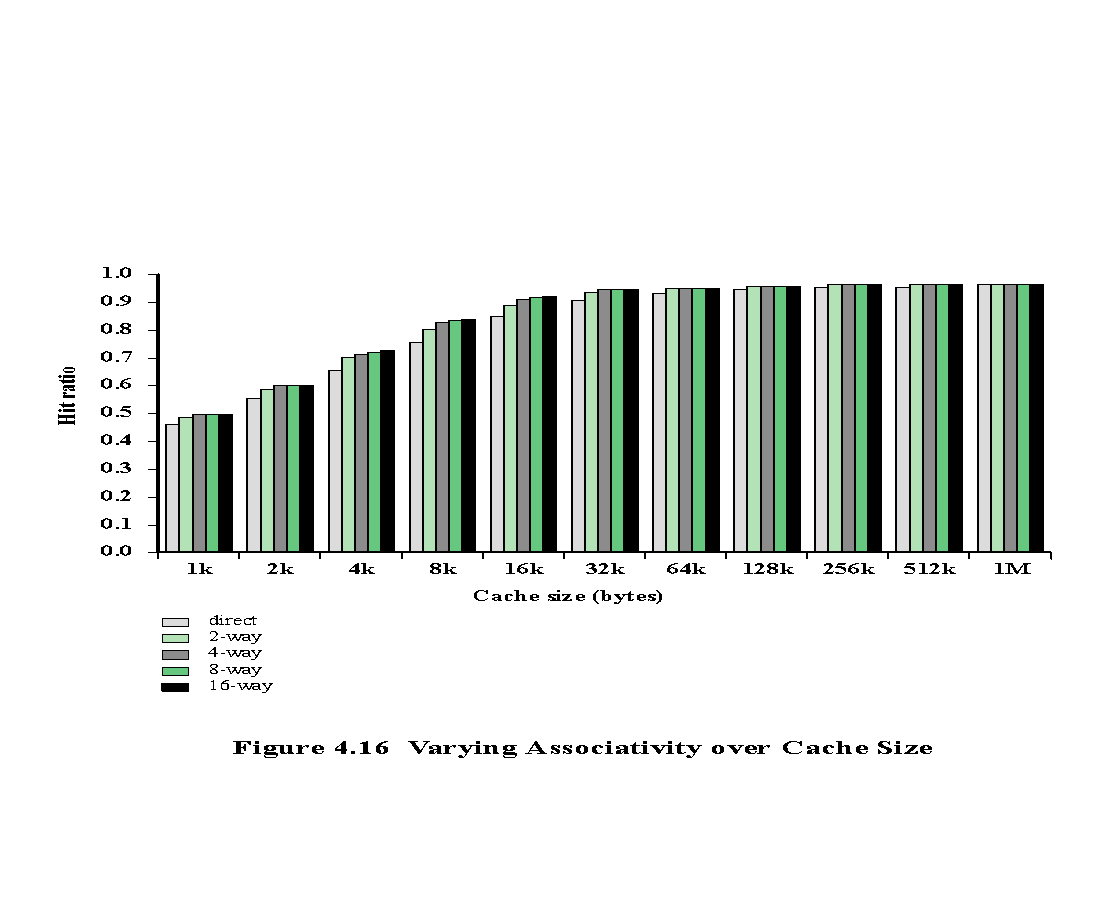 1.0
0.9
0.8
0.7
0.6
0.5
0.4
0.3
0.2
0.1
0.0
Hit ratio
1k 2k 4k 8k 16k 32k 64k 128k 256k 512k 1M
Cache size (bytes)
direct
2-way
4-way
8-way
16-way
Figure 4.16 Varying Associativity over Cache Size